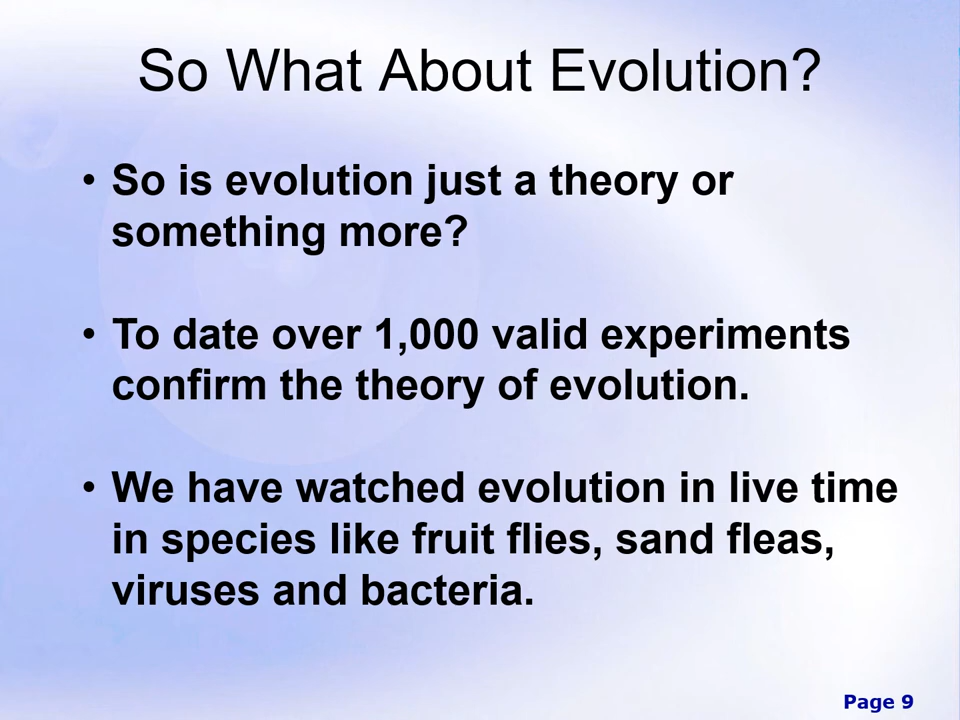 So What About Evolution?
• So is evolution just a theory or
something more?
• To date over 1,000 valid experiments
confirm the theory of evolution.
• We have watched evolution in live time
in species like fruit flies, sand fleas,
viruses and bacteria.
Page 9